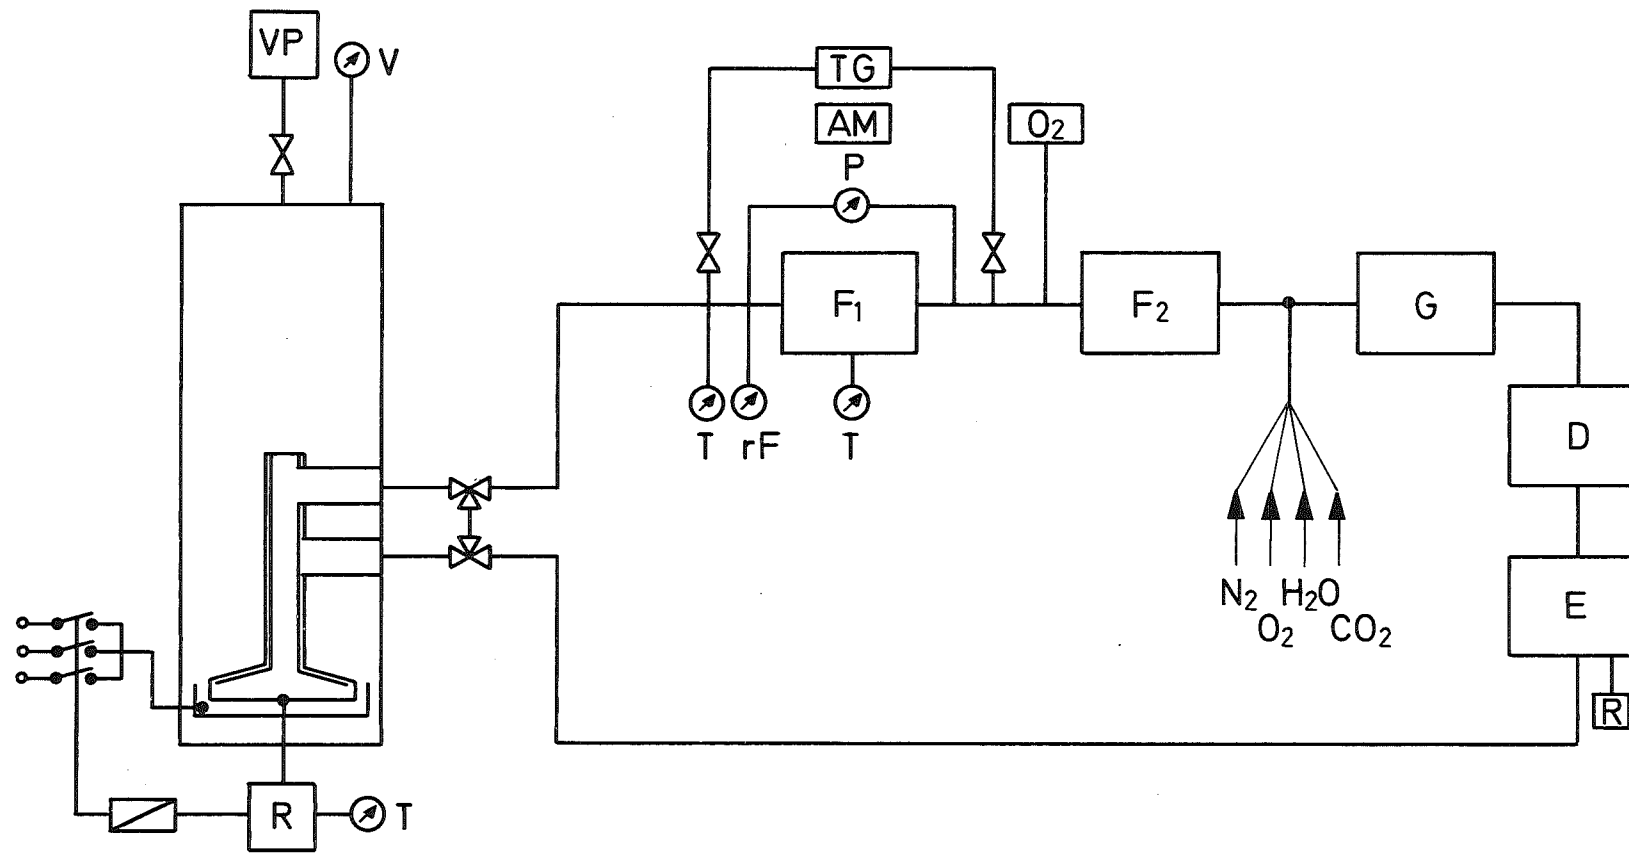 VP
V
TG
AM
O₂
P
F₁
F₂
G
T
rF
T
D
N₂
H₂O
O₂
CO₂
E
R
R
T